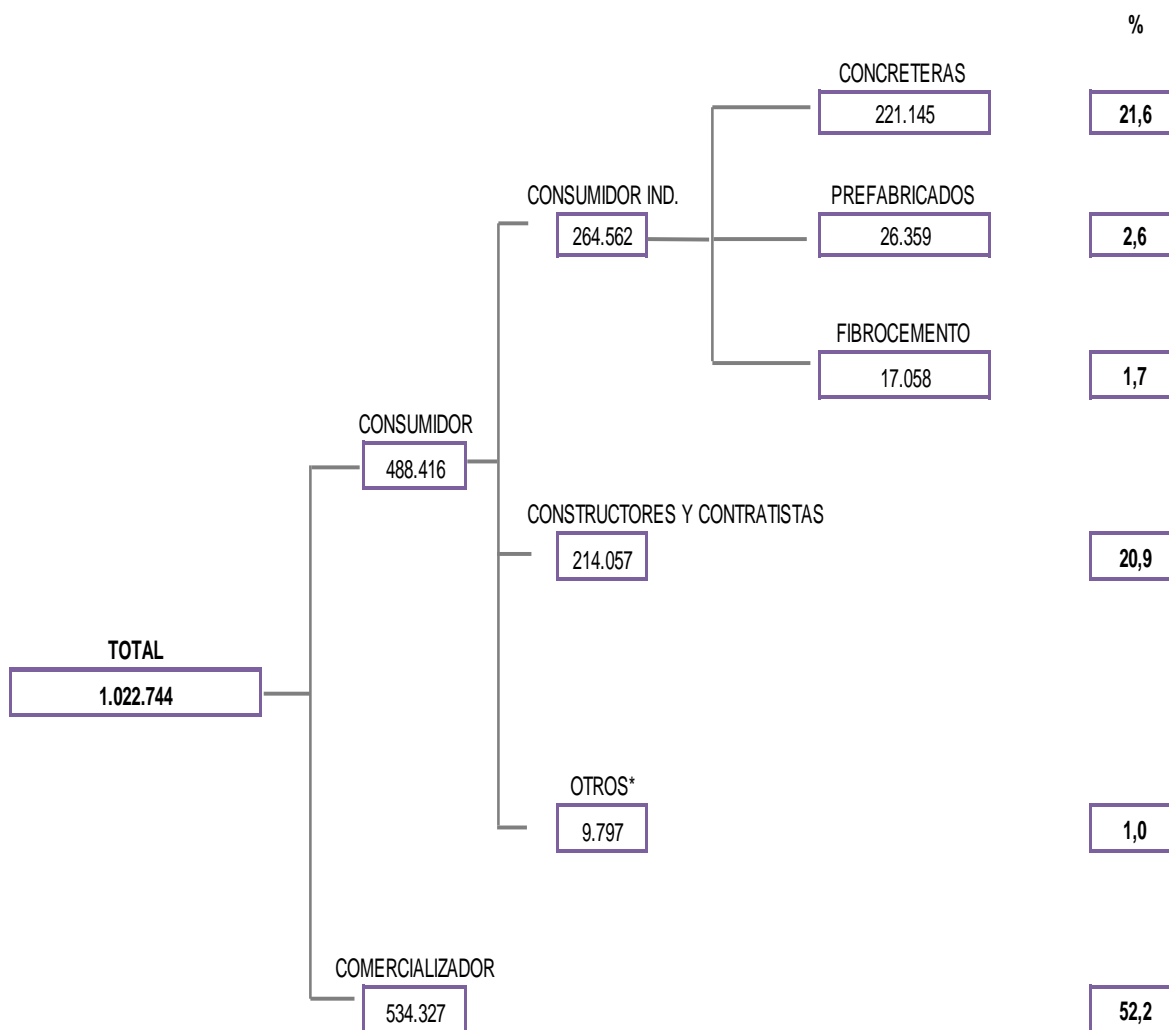 %
CONCRETERAS
221.145
21,6
CONSUMIDOR IND.
264.562
PREFABRICADOS
26.359
2,6
FIBROCEMENTO
17.058
1,7
CONSUMIDOR
488.416
CONSTRUCTORES Y CONTRATISTAS
214.057
20,9
TOTAL
1.022.744
OTROS*
9.797
1,0
COMERCIALIZADOR
534.327
52,2